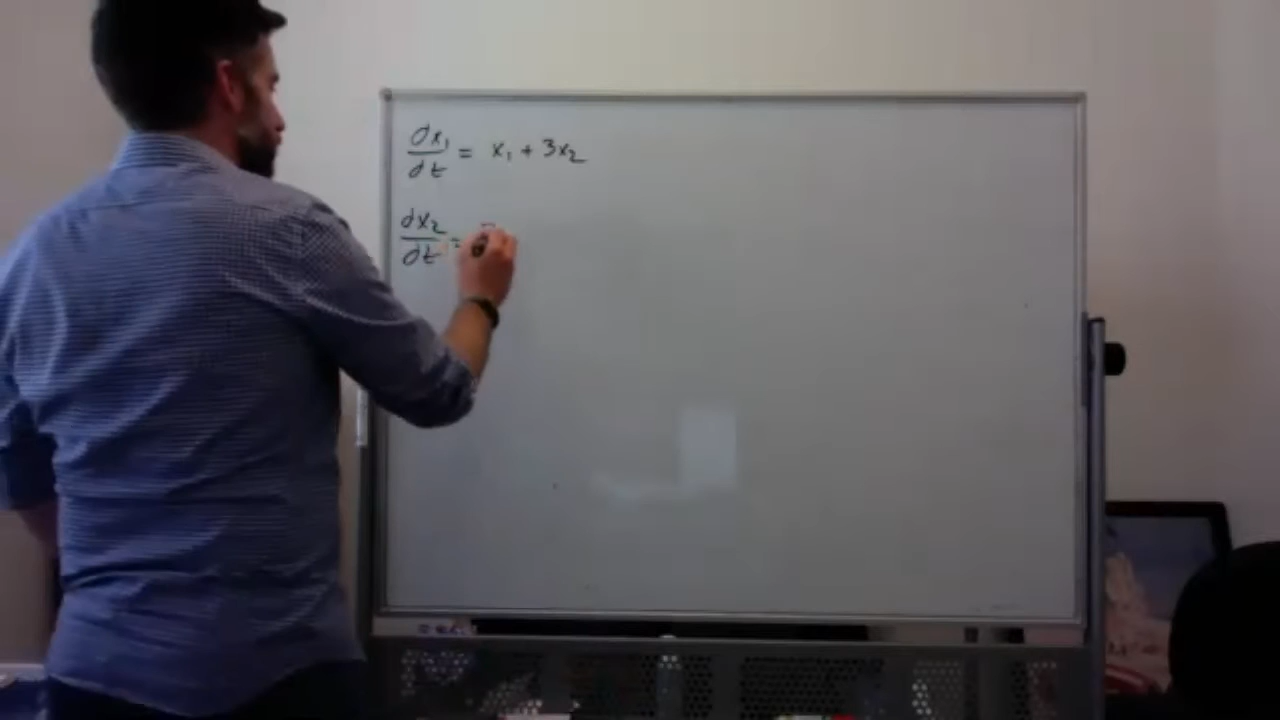 dx₁/dt = x₁ + 3x₂
dx₂/dt =